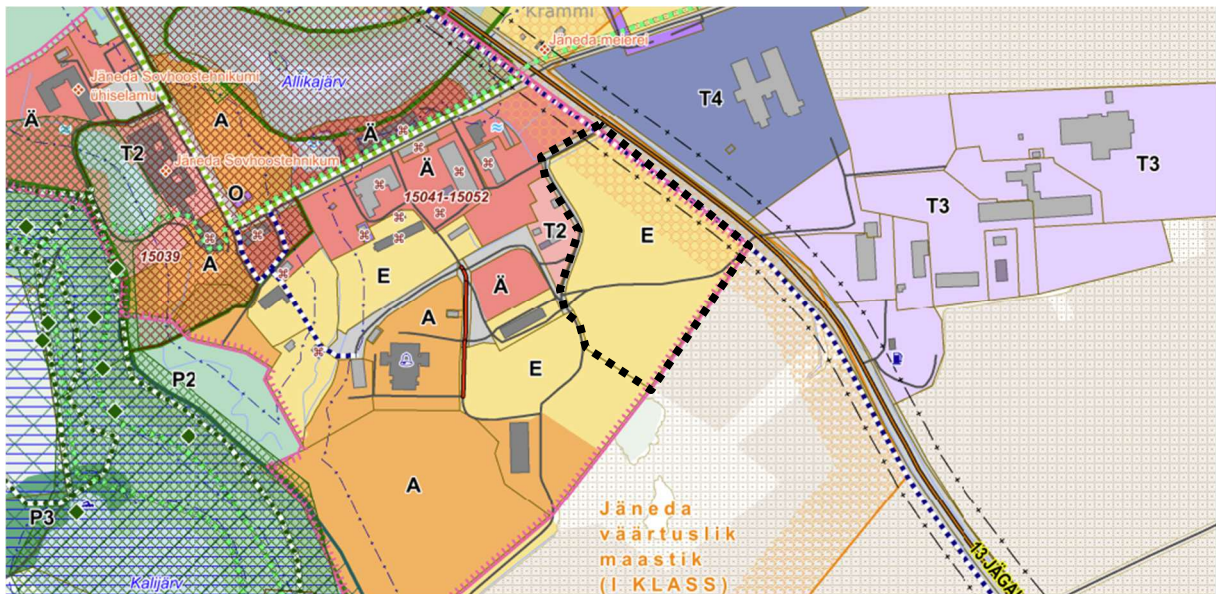 Krammi
Jäneda meierei
Jäneda Sovhoostehnikumi
ühiselamu
Allikajärv
T4
Ä
A
Ä
T2
Jäneda Sovhoostehnikum
Ä
T3
T3
O
15041-15052
15039
A
T2
E
E
Ä
A
P2
E
A
P3
Kalijärv
Jäneda
väärtuslik
maastik
(I KLASS)
13 JÄGA